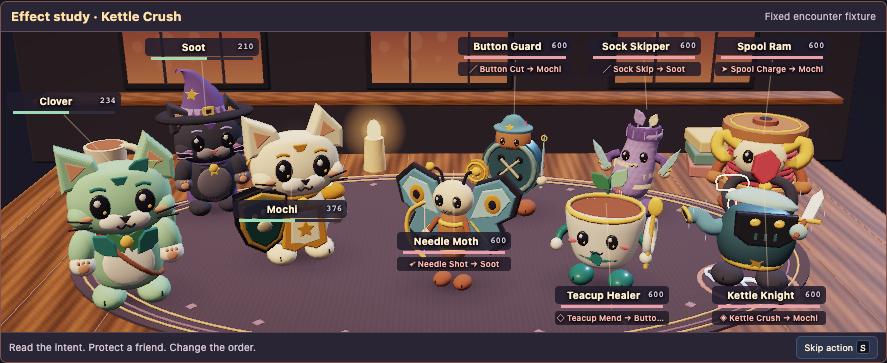 Effect study · Kettle Crush
Fixed encounter fixture
Soot 210
Button Guard 600
Button Cut → Mochi
Sock Skipper 600
Sock Skip → Soot
Spool Ram 600
Spool Charge → Mochi
Clover 234
Mochi 376
Needle Moth 600
Needle Shot → Soot
Teacup Healer 600
Teacup Mend → Butto...
Kettle Knight 600
Kettle Crush → Mochi
Read the intent. Protect a friend. Change the order.
Skip action S